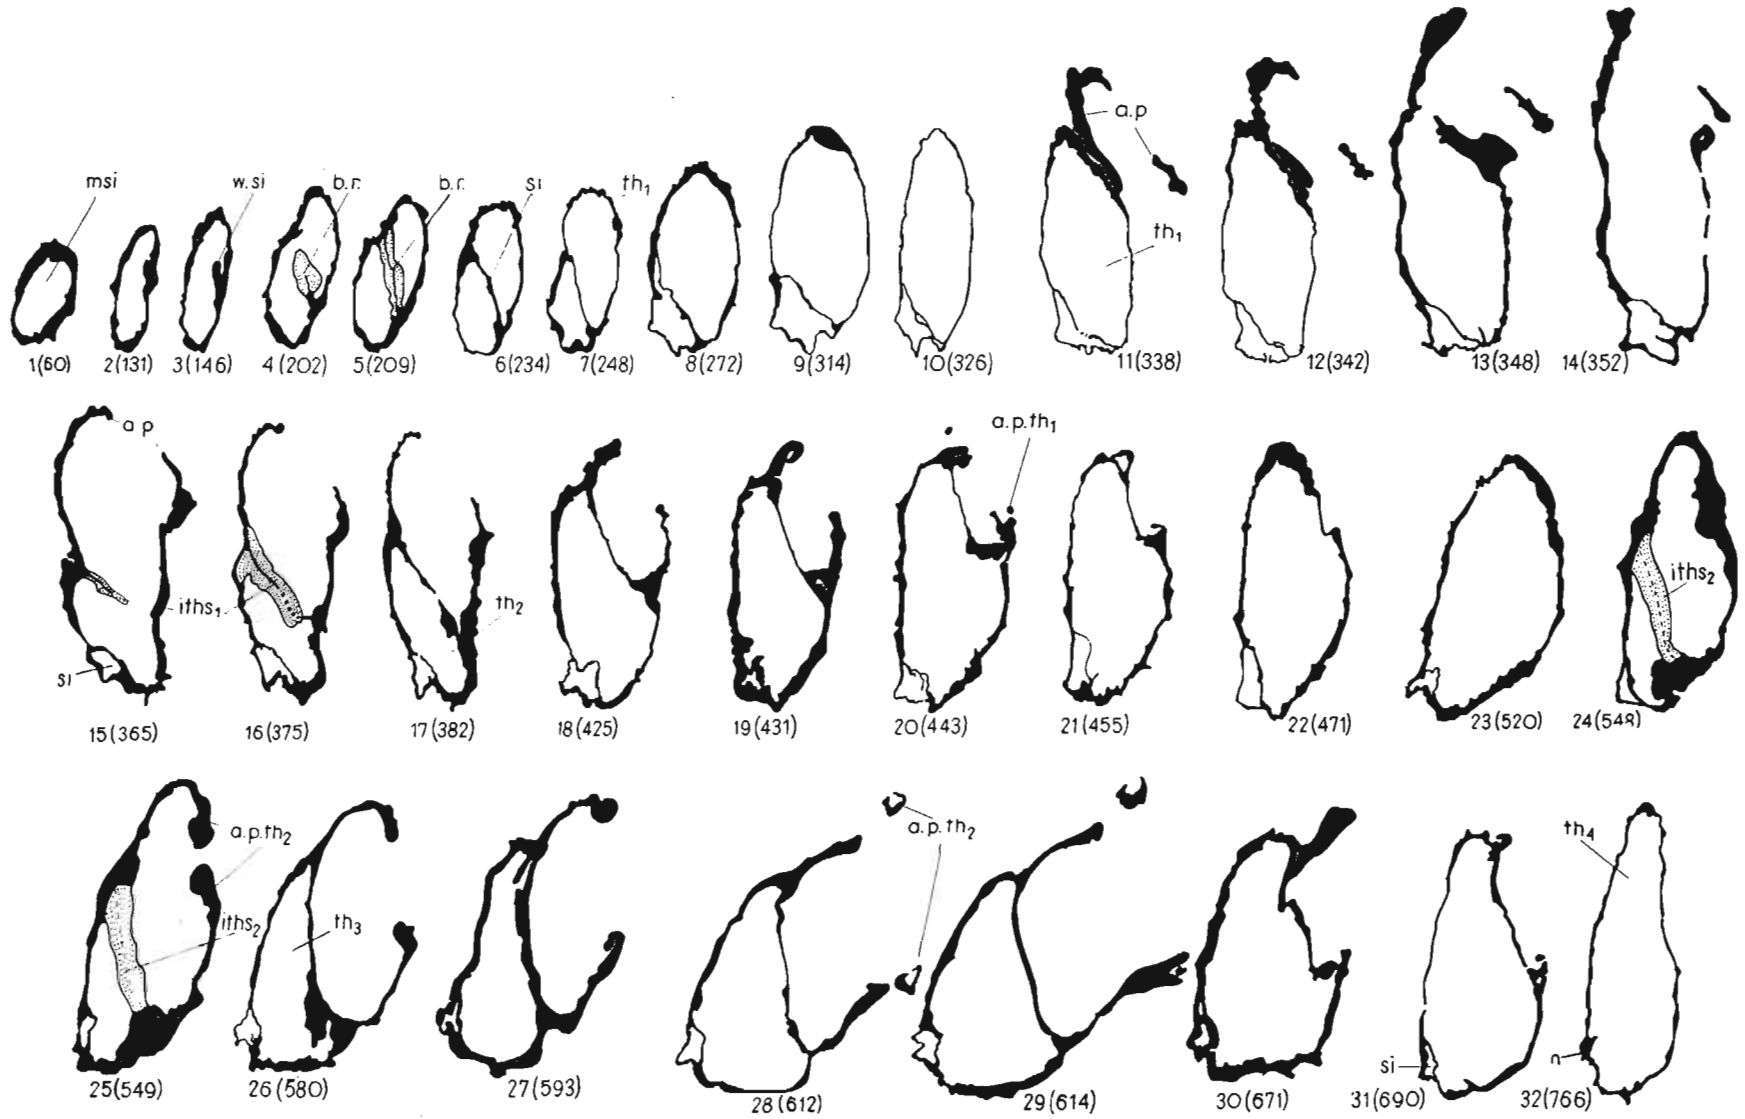 msi
w.si
b.r.
b.r.
si
th1
a.p
th1
1(60)
2(131)
3(146)
4(202)
5(209)
6(234)
7(248)
8(272)
9(314)
10(326)
11(338)
12(342)
13(348)
14(352)
a.p
a.p.th1
iths1
th2
iths2
si
15(365)
16(375)
17(382)
18(425)
19(431)
20(443)
21(455)
22(471)
23(520)
24(548)
a.p.th2
a.p.th2
th4
iths2
th3
si
n
25(549)
26(580)
27(593)
28(612)
29(614)
30(671)
31(690)
32(766)